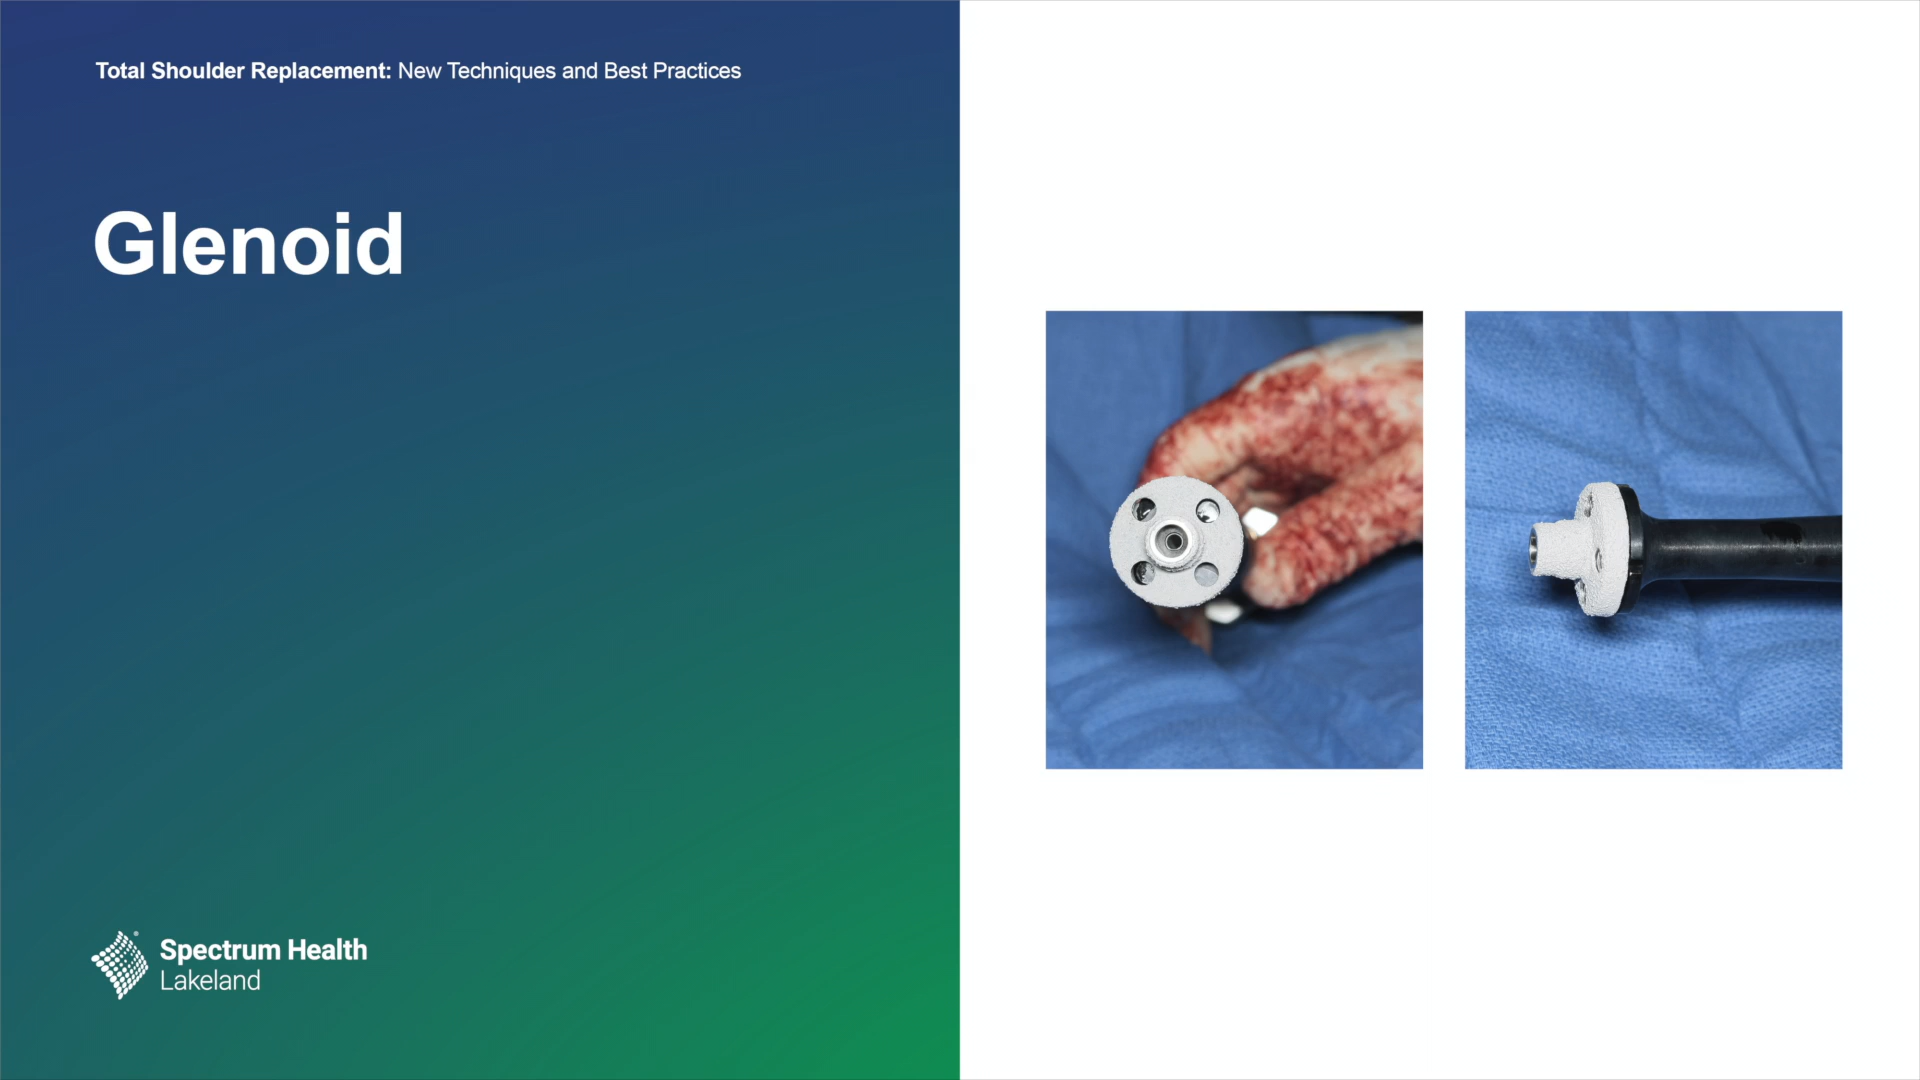 Total Shoulder Replacement: New Techniques and Best Practices
Glenoid
Spectrum Health
Lakeland